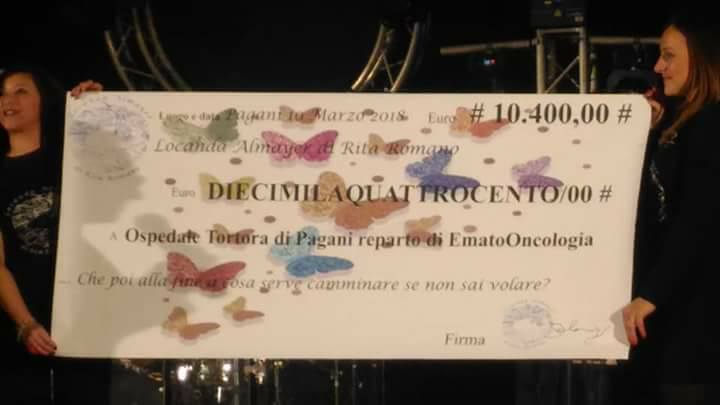 Luogo e data Pagani 10 Marzo 2018 Euro # 10.400,00 #
Locanda Almayer di Rita Romano
Euro DIECIMILAQUATTROCENTO/00 #
A Ospedale Tortora di Pagani reparto di EmatoOncologia
Che poi alla fine a cosa serve camminare se non sai volare?
Firma